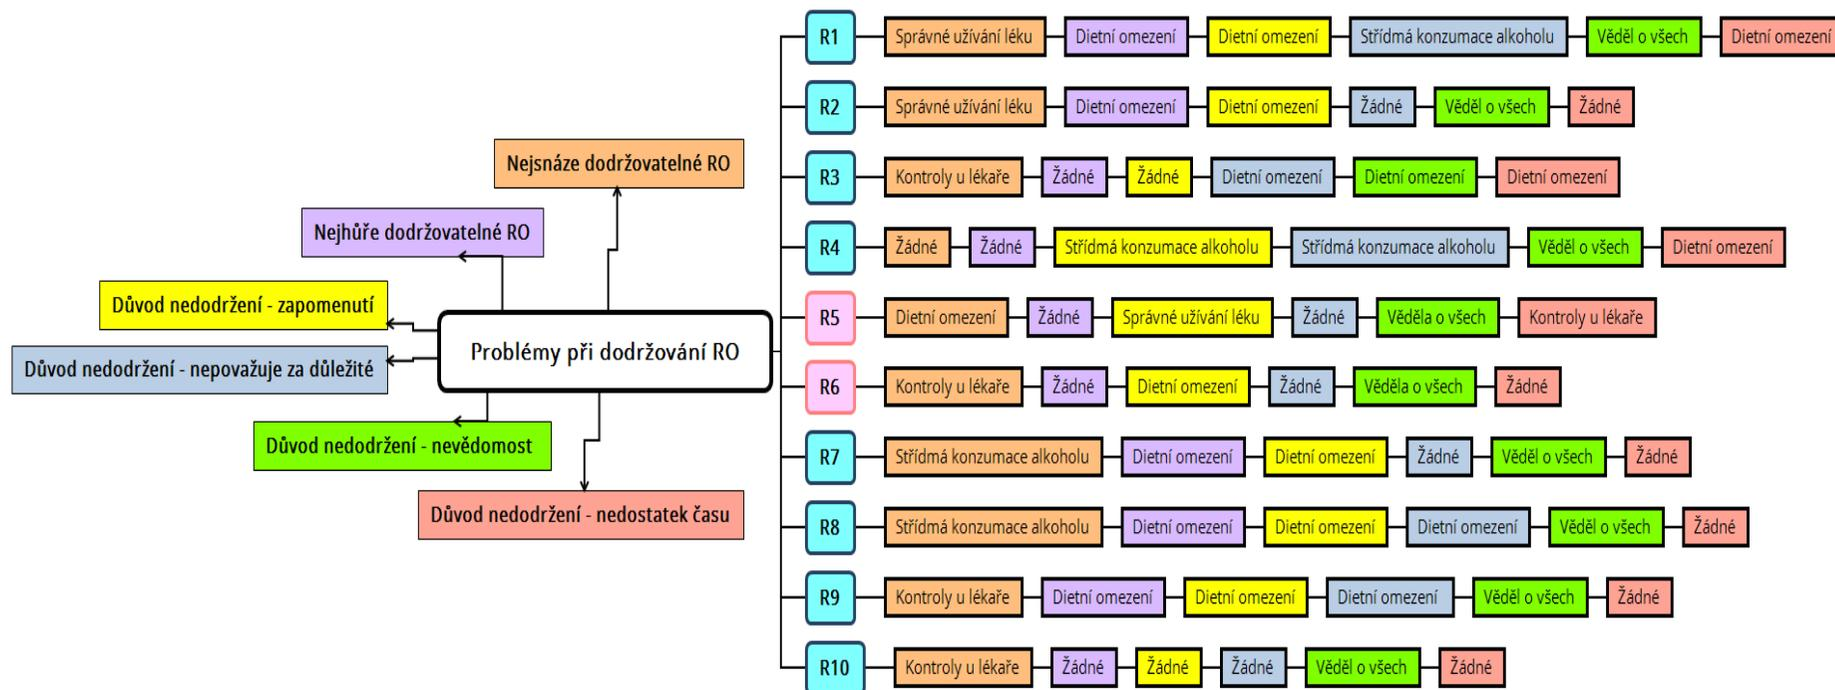 Nejsnáze dodržovatelné RO
Nejhůře dodržovatelné RO
Důvod nedodržení - zapomenutí
Důvod nedodržení - nepovažuje za důležité
Důvod nedodržení - nevědomost
Důvod nedodržení - nedostatek času
Problémy při dodržování RO
R1 Správné užívání léku Dietní omezení Dietní omezení Střídmá konzumace alkoholu Věděl o všech Dietní omezení
R2 Správné užívání léku Dietní omezení Dietní omezení Žádné Věděl o všech Žádné
R3 Kontroly u lékaře Žádné Žádné Dietní omezení Dietní omezení Dietní omezení
R4 Žádné Žádné Střídmá konzumace alkoholu Střídmá konzumace alkoholu Věděl o všech Dietní omezení
R5 Dietní omezení Žádné Správné užívání léku Žádné Věděla o všech Kontroly u lékaře
R6 Kontroly u lékaře Žádné Dietní omezení Žádné Věděla o všech Žádné
R7 Střídmá konzumace alkoholu Dietní omezení Dietní omezení Žádné Věděl o všech Žádné
R8 Střídmá konzumace alkoholu Dietní omezení Dietní omezení Dietní omezení Věděl o všech Žádné
R9 Kontroly u lékaře Dietní omezení Dietní omezení Dietní omezení Věděl o všech Žádné
R10 Kontroly u lékaře Žádné Žádné Žádné Věděl o všech Žádné